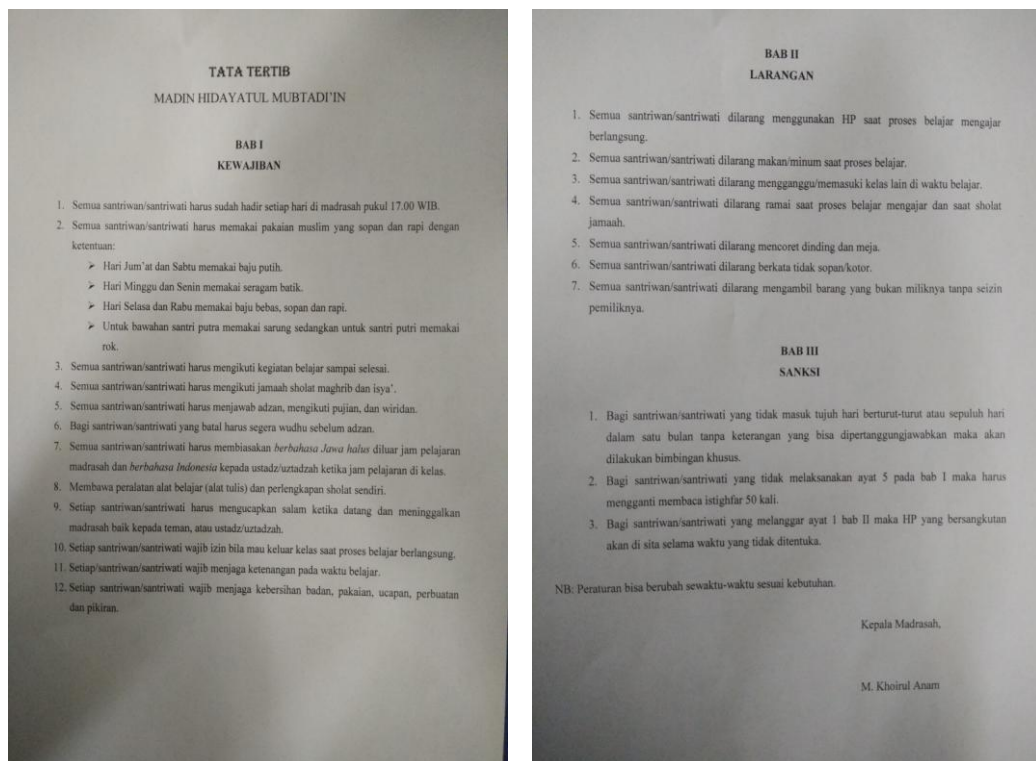 TATA TERTIB
MADIN HIDAYATUL MUBTADI'IN
BAB I
KEWAJIBAN
1. Semua santriwan/santriwati harus sudah hadir setiap hari di madrasah pukul 17.00 WIB.
2. Semua santriwan/santriwati harus memakai pakaian muslim yang sopan dan rapi dengan
ketentuan:
➢ Hari Jum'at dan Sabtu memakai baju putih.
➢ Hari Minggu dan Senin memakai seragam batik.
➢ Hari Selasa dan Rabu memakai baju bebas, sopan dan rapi.
➢ Untuk bawahan santri putra memakai sarung sedangkan untuk santri putri memakai
rok.
3. Semua santriwan/santriwati harus mengikuti kegiatan belajar sampai selesai.
4. Semua santriwan/santriwati harus mengikuti jamaah sholat maghrib dan isya'.
5. Semua santriwan/santriwati harus menjawab adzan, mengikuti pujian, dan wiridan.
6. Bagi santriwan/santriwati yang batal harus segera wudhu sebelum adzan.
7. Semua santriwan/santriwati harus membiasakan berbahasa Jawa halus diluar jam pelajaran
madrasah dan berbahasa Indonesia kepada ustadz/uztadzah ketika jam pelajaran di kelas.
8. Membawa peralatan alat belajar (alat tulis) dan perlengkapan sholat sendiri.
9. Setiap santriwan/santriwati harus mengucapkan salam ketika datang dan meninggalkan
madrasah baik kepada teman, atau ustadz/uztadzah.
10. Setiap santriwan/santriwati wajib izin bila mau keluar kelas saat proses belajar berlangsung.
11. Setiap/santriwan/santriwati wajib menjaga ketenangan pada waktu belajar.
12. Setiap santriwan/santriwati wajib menjaga kebersihan badan, pakaian, ucapan, perbuatan
dan pikiran.
BAB II
LARANGAN
1. Semua santriwan/santriwati dilarang menggunakan HP saat proses belajar mengajar
berlangsung.
2. Semua santriwan/santriwati dilarang makan/minum saat proses belajar.
3. Semua santriwan/santriwati dilarang mengganggu/memasuki kelas lain di waktu belajar.
4. Semua santriwan/santriwati dilarang ramai saat proses belajar mengajar dan saat sholat
jamaah.
5. Semua santriwan/santriwati dilarang mencoret dinding dan meja.
6. Semua santriwan/santriwati dilarang berkata tidak sopan/kotor.
7. Semua santriwan/santriwati dilarang mengambil barang yang bukan miliknya tanpa seizin
pemiliknya.
BAB III
SANKSI
1. Bagi santriwan/santriwati yang tidak masuk tujuh hari berturut-turut atau sepuluh hari
dalam satu bulan tanpa keterangan yang bisa dipertanggungjawabkan maka akan
dilakukan bimbingan khusus.
2. Bagi santriwan/santriwati yang tidak melaksanakan ayat 5 pada bab I maka harus
mengganti membaca istighfar 50 kali.
3. Bagi santriwan/santriwati yang melanggar ayat 1 bab II maka HP yang bersangkutan
akan di sita selama waktu yang tidak ditentuka.
NB: Peraturan bisa berubah sewaktu-waktu sesuai kebutuhan.
Kepala Madrasah,
M. Khoirul Anam